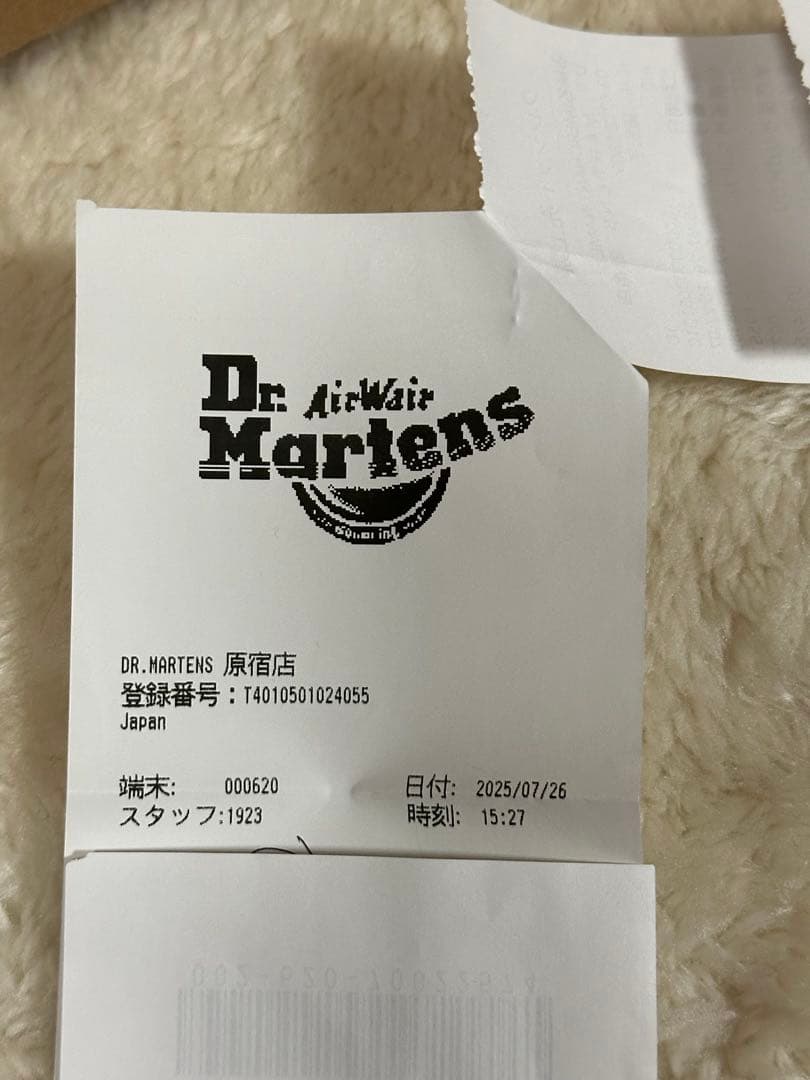 Dr. AirWair
Martens
DR.MARTENS 原宿店
登録番号：T4010501024055
Japan
端末: 000620 日付: 2025/07/26
スタッフ:1923 時刻: 15:27